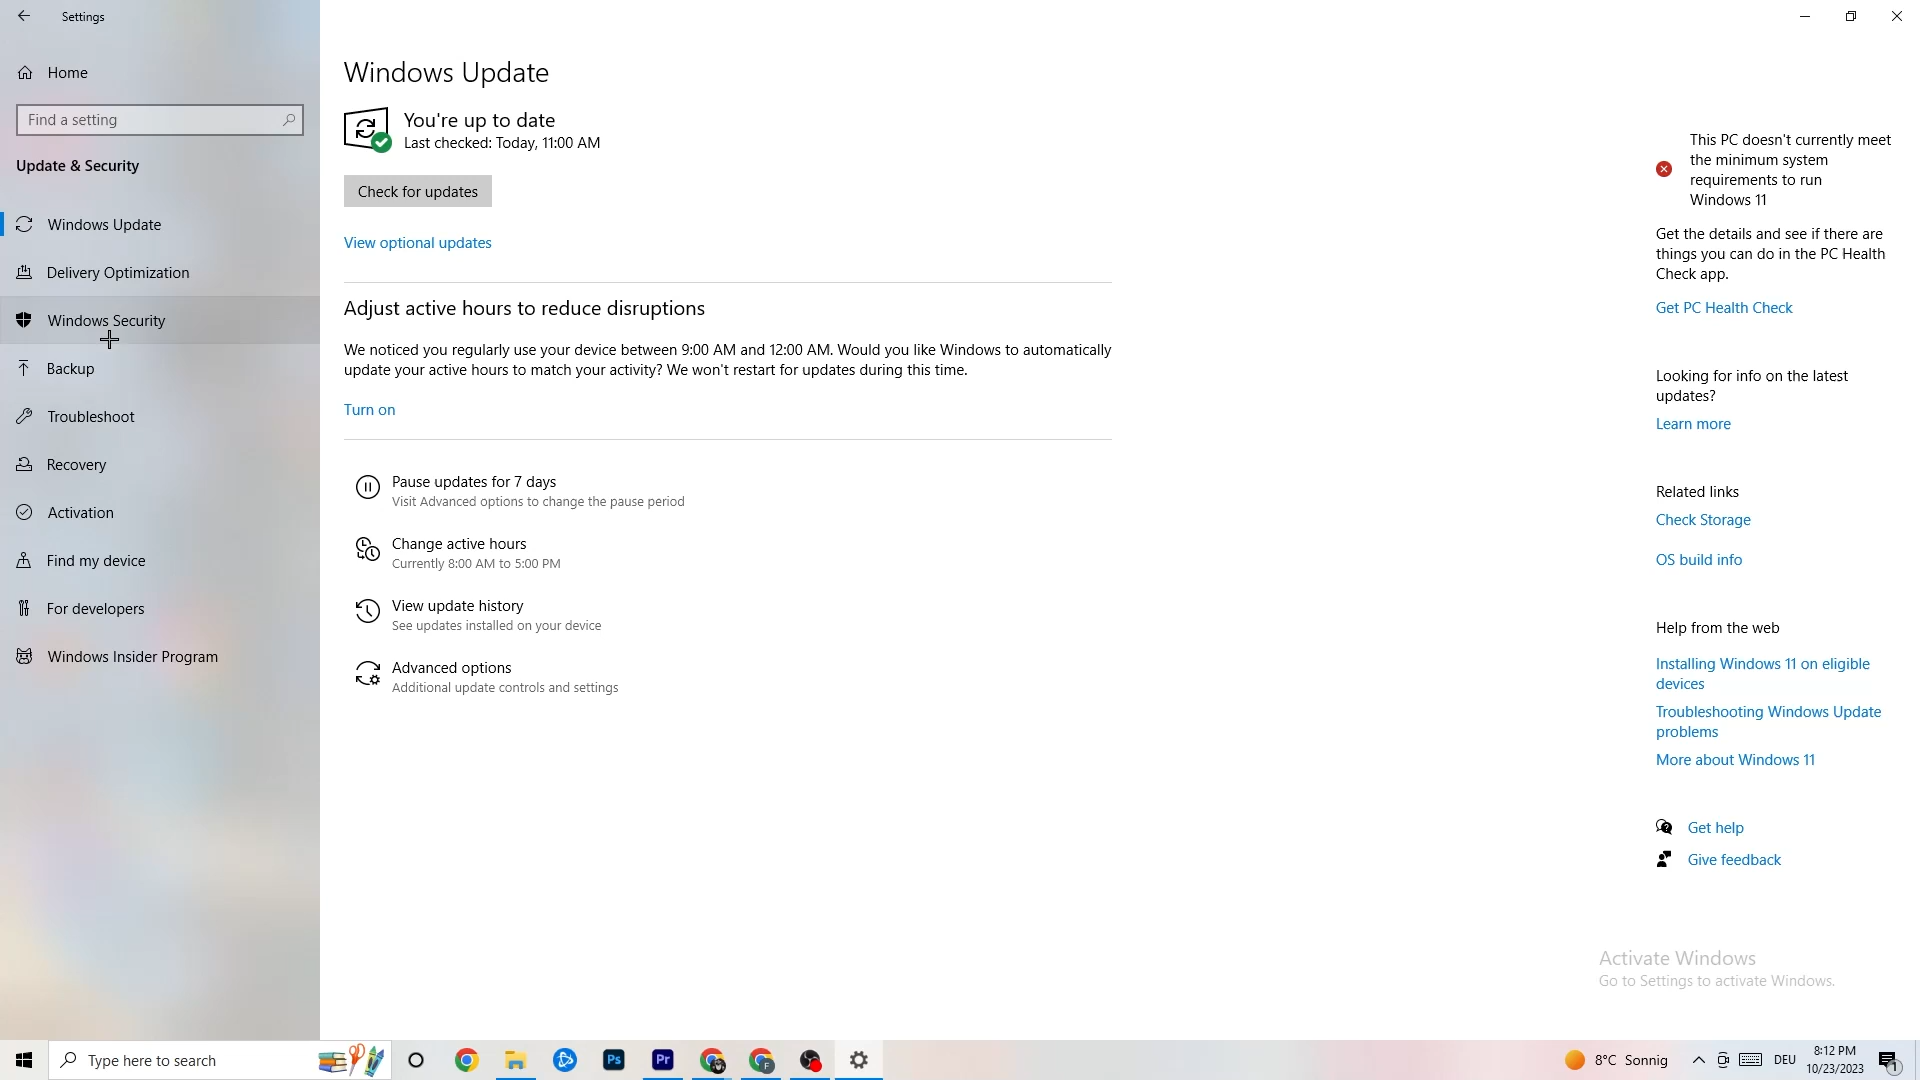 Settings
Home
Find a setting
Update & Security
Windows Update
Delivery Optimization
Windows Security
Backup
Troubleshoot
Recovery
Activation
Find my device
For developers
Windows Insider Program
Windows Update
You're up to date
Last checked: Today, 11:00 AM
Check for updates
View optional updates
Adjust active hours to reduce disruptions
We noticed you regularly use your device between 9:00 AM and 12:00 AM. Would you like Windows to automatically
update your active hours to match your activity? We won't restart for updates during this time.
Turn on
Pause updates for 7 days
Visit Advanced options to change the pause period
Change active hours
Currently 8:00 AM to 5:00 PM
View update history
See updates installed on your device
Advanced options
Additional update controls and settings
This PC doesn't currently meet
the minimum system
requirements to run
Windows 11
Get the details and see if there are
things you can do in the PC Health
Check app.
Get PC Health Check
Looking for info on the latest
updates?
Learn more
Related links
Check Storage
OS build info
Help from the web
Installing Windows 11 on eligible
devices
Troubleshooting Windows Update
problems
More about Windows 11
Get help
Give feedback
Activate Windows
Go to Settings to activate Windows.
Type here to search
Ps
Pr
F
8°C Sonnig
DEU
8:12 PM
10/23/2023
1